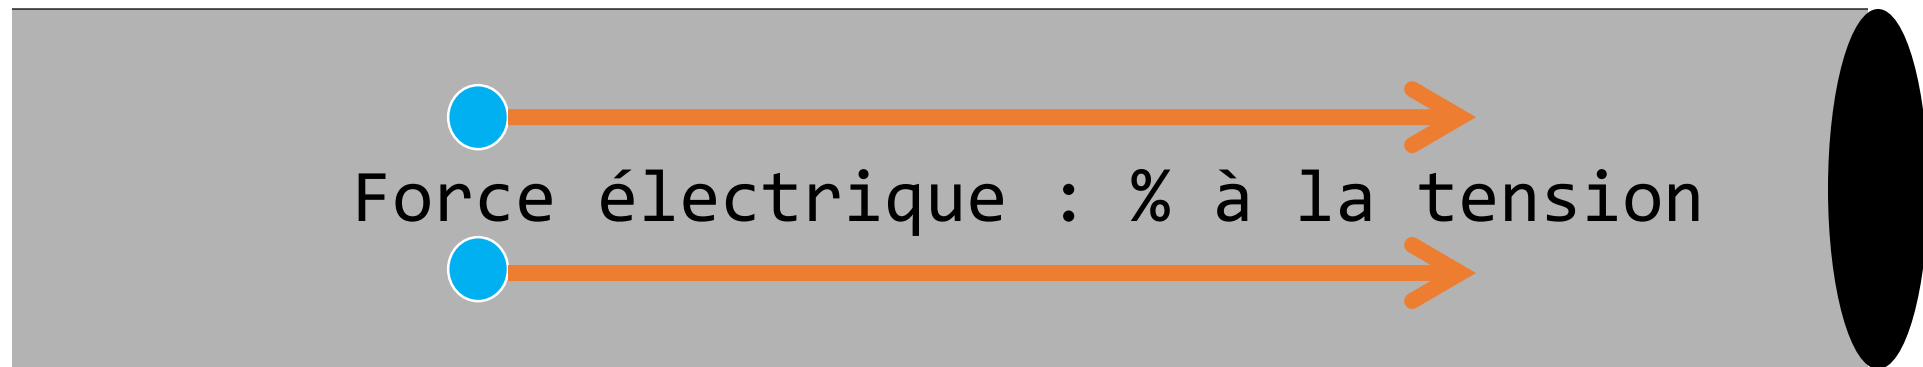 Force électrique : % à la tension